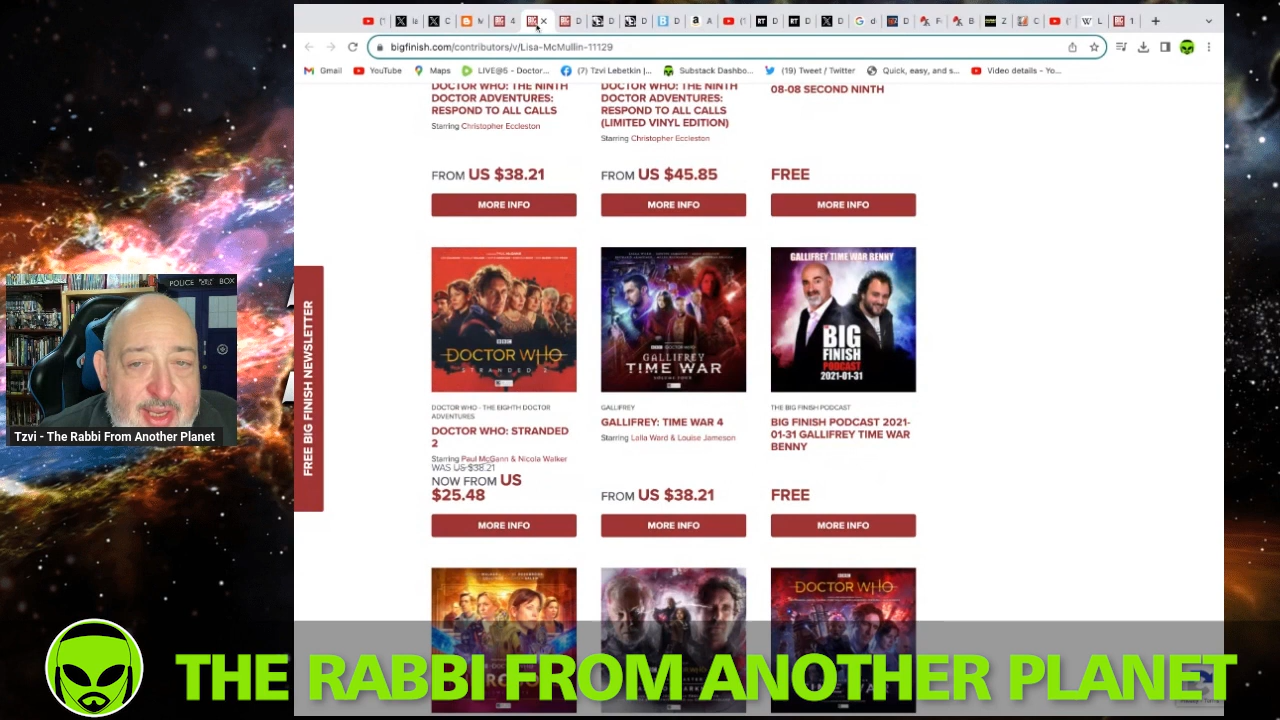 4
D
D
D
D
D
A
D
D
D
d
D
F
B
Z
C
W
L
1
bigfinish.com/contributors/v/Lisa-McMullin-11129
Gmail
YouTube
Maps
LIVE@5 - Doctor...
(7) Tzvi Lebetkin |...
Substack Dashbo...
(19) Tweet / Twitter
Quick, easy, and s...
Video details - Yo...
DOCTOR WHO: THE NINTH
DOCTOR ADVENTURES:
RESPOND TO ALL CALLS
Starring Christopher Eccleston
FROM US $38.21
MORE INFO
DOCTOR WHO: THE NINTH
DOCTOR ADVENTURES:
RESPOND TO ALL CALLS
(LIMITED VINYL EDITION)
Starring Christopher Eccleston
FROM US $45.85
MORE INFO
08-08 SECOND NINTH
FREE
MORE INFO
FREE BIG FINISH NEWSLETTER
DOCTOR WHO
STRANDED 2
DOCTOR WHO - THE EIGHTH DOCTOR
ADVENTURES
DOCTOR WHO: STRANDED
2
Starring Paul McGann & Nicola Walker
WAS US $38.21
NOW FROM US
$25.48
MORE INFO
GALLIFREY
TIME WAR
GALLIFREY
GALLIFREY: TIME WAR 4
Starring Lalla Ward & Louise Jameson
FROM US $38.21
MORE INFO
GALLIFREY TIME WAR BENNY
BIG
FINISH
PODCAST
2021-01-31
THE BIG FINISH PODCAST
BIG FINISH PODCAST 2021-
01-31 GALLIFREY TIME WAR
BENNY
FREE
MORE INFO
DOCTOR WHO
TIME WAR
POLICE BOX
Tzvi - The Rabbi From Another Planet
THE RABBI FROM ANOTHER PLANET